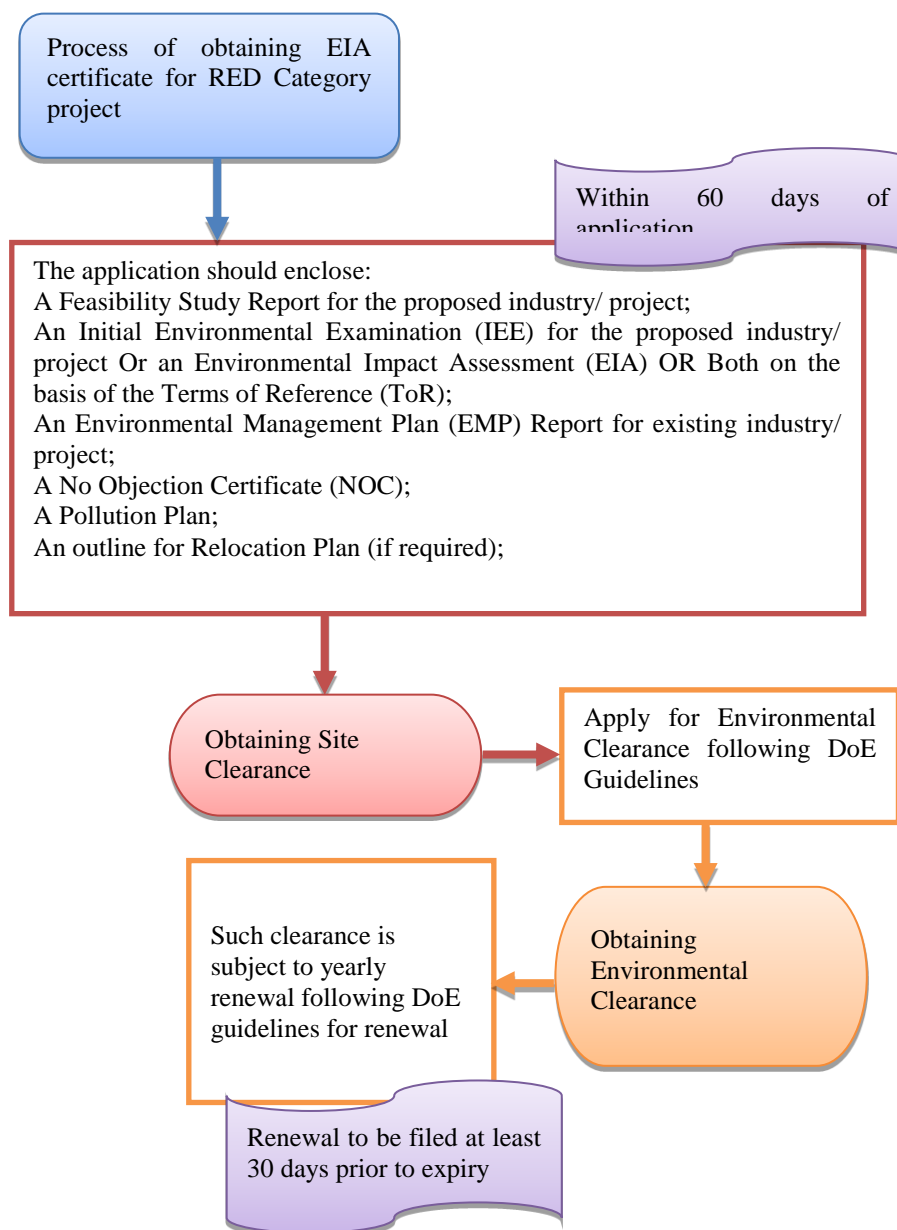 Process of obtaining EIA
certificate for RED Category
project
Within 60 days of
application
The application should enclose:
A Feasibility Study Report for the proposed industry/ project;
An Initial Environmental Examination (IEE) for the proposed industry/
project Or an Environmental Impact Assessment (EIA) OR Both on the
basis of the Terms of Reference (ToR);
An Environmental Management Plan (EMP) Report for existing industry/
project;
A No Objection Certificate (NOC);
A Pollution Plan;
An outline for Relocation Plan (if required);
Obtaining Site
Clearance
Apply for Environmental
Clearance following DoE
Guidelines
Obtaining
Environmental
Clearance
Such clearance is
subject to yearly
renewal following DoE
guidelines for renewal
Renewal to be filed at least
30 days prior to expiry